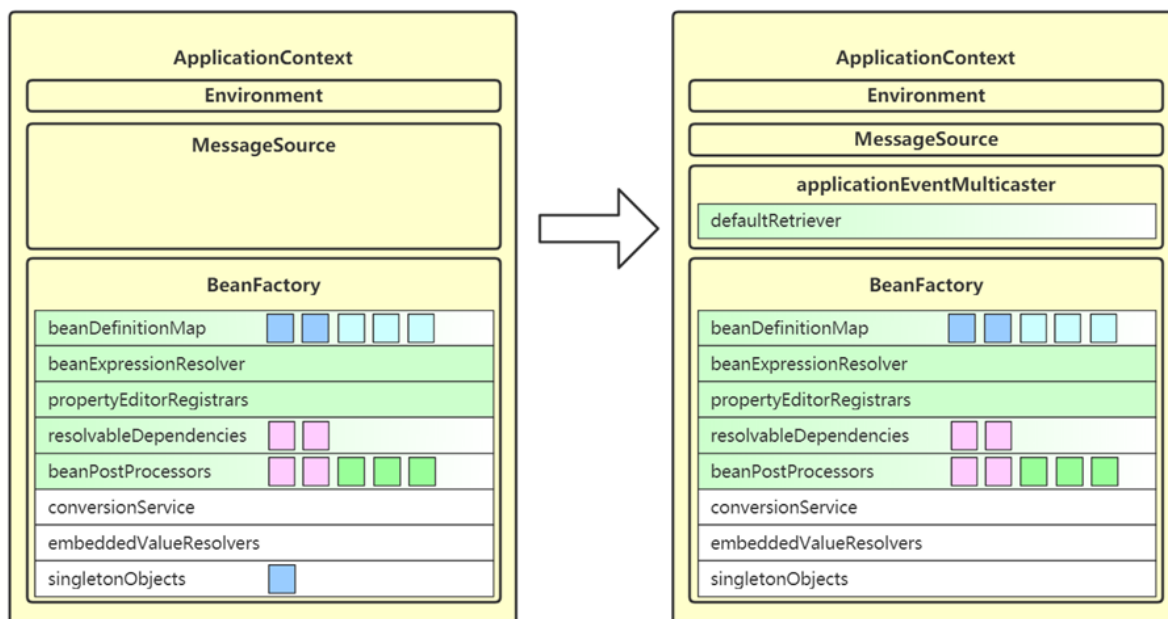 ApplicationContext
Environment
MessageSource
BeanFactory
beanDefinitionMap
beanExpressionResolver
propertyEditorRegistrars
resolvableDependencies
beanPostProcessors
conversionService
embeddedValueResolvers
singletonObjects
ApplicationContext
Environment
MessageSource
applicationEventMulticaster
defaultRetriever
BeanFactory
beanDefinitionMap
beanExpressionResolver
propertyEditorRegistrars
resolvableDependencies
beanPostProcessors
conversionService
embeddedValueResolvers
singletonObjects